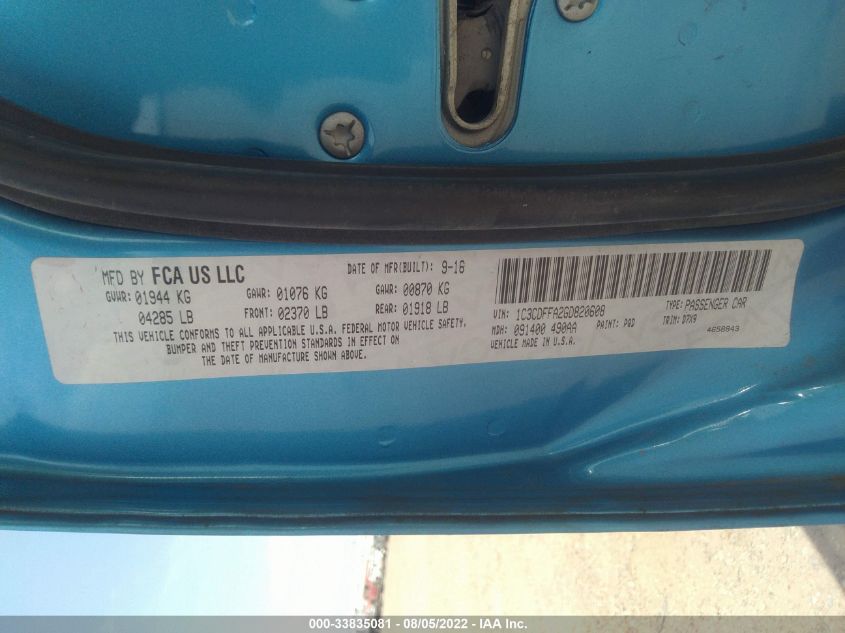 MFD BY FCA US LLC
DATE OF MFR(BUILT): 9-16
GVWR: 01944 KG
GAWR: 01076 KG
GAWR: 00870 KG
04285 LB
FRONT: 02370 LB
REAR: 01918 LB
THIS VEHICLE CONFORMS TO ALL APPLICABLE U.S.A. FEDERAL MOTOR VEHICLE SAFETY,
BUMPER AND THEFT PREVENTION STANDARDS IN EFFECT ON
THE DATE OF MANUFACTURE SHOWN ABOVE.
VIN: 1C3CDFFA2GD820608
TYPE: PASSENGER CAR
MDH: 091400 490AA
PAINT: PQD
TRIM: D7X9
VEHICLE MADE IN U.S.A.
4658843
000-33835081 - 08/05/2022 - IAA Inc.